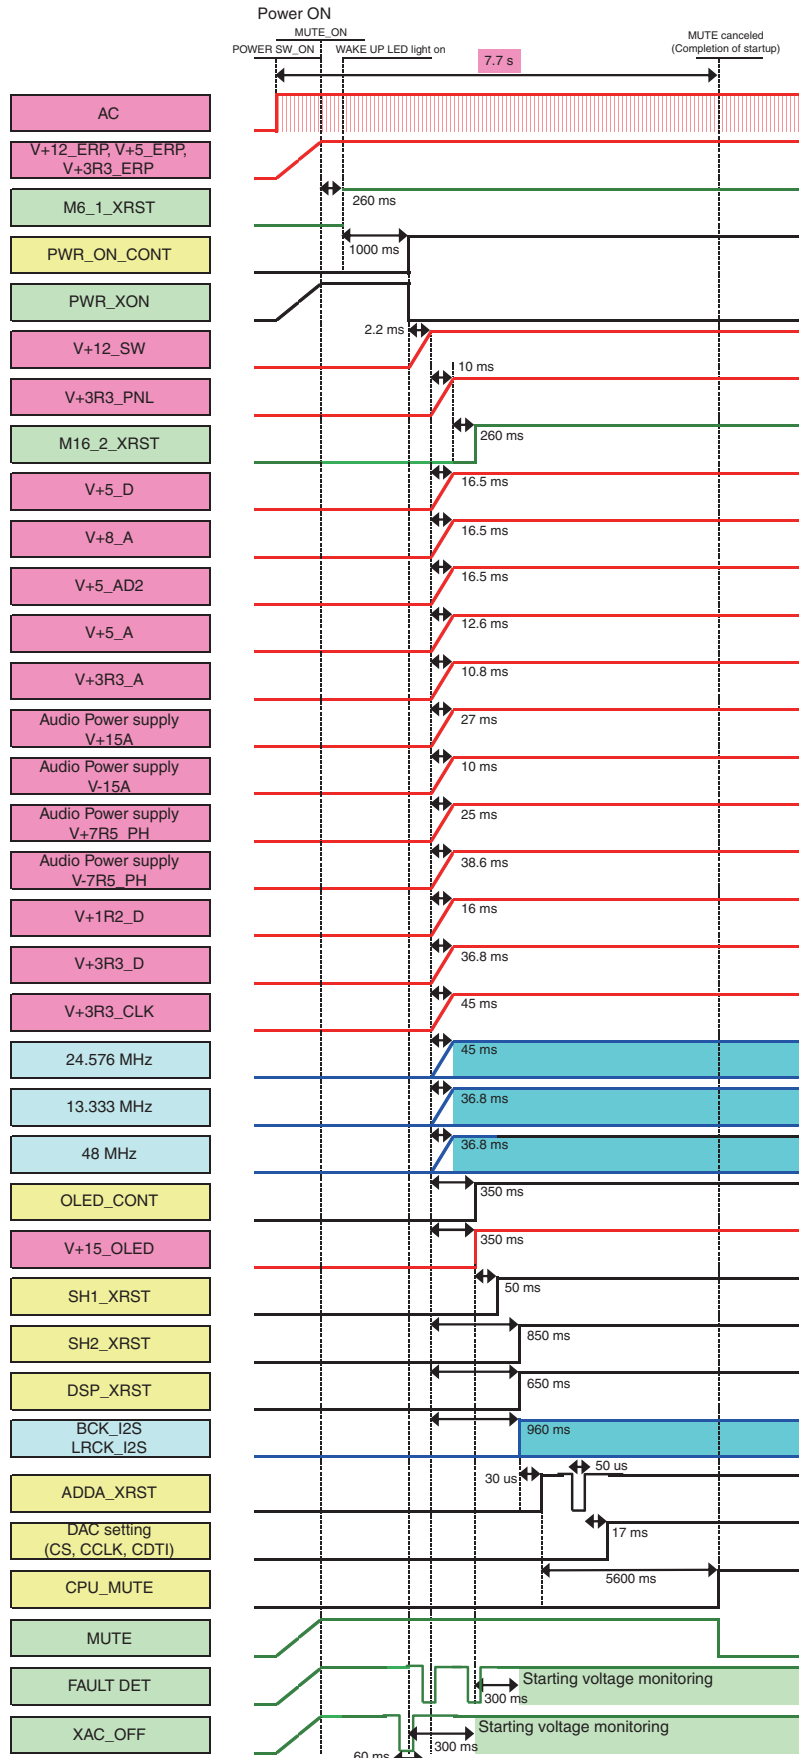 Power ON
MUTE_ON
POWER SW_ON
WAKE UP LED light on
MUTE canceled
(Completion of startup)
7.7 s
AC
V+12_ERP, V+5_ERP,
V+3R3_ERP
M6_1_XRST
260 ms
PWR_ON_CONT
1000 ms
PWR_XON
V+12_SW
2.2 ms
V+3R3_PNL
10 ms
M16_2_XRST
260 ms
V+5_D
16.5 ms
V+8_A
16.5 ms
V+5_AD2
16.5 ms
V+5_A
12.6 ms
V+3R3_A
10.8 ms
Audio Power supply
V+15A
27 ms
Audio Power supply
V-15A
10 ms
Audio Power supply
V+7R5_PH
25 ms
Audio Power supply
V-7R5_PH
38.6 ms
V+1R2_D
16 ms
V+3R3_D
36.8 ms
V+3R3_CLK
45 ms
24.576 MHz
45 ms
13.333 MHz
36.8 ms
48 MHz
36.8 ms
OLED_CONT
350 ms
V+15_OLED
350 ms
SH1_XRST
50 ms
SH2_XRST
850 ms
DSP_XRST
650 ms
BCK_I2S
LRCK_I2S
960 ms
ADDA_XRST
30 us
50 us
DAC setting
(CS, CCLK, CDTI)
17 ms
CPU_MUTE
5600 ms
MUTE
FAULT DET
Starting voltage monitoring
300 ms
XAC_OFF
Starting voltage monitoring
300 ms
60 ms